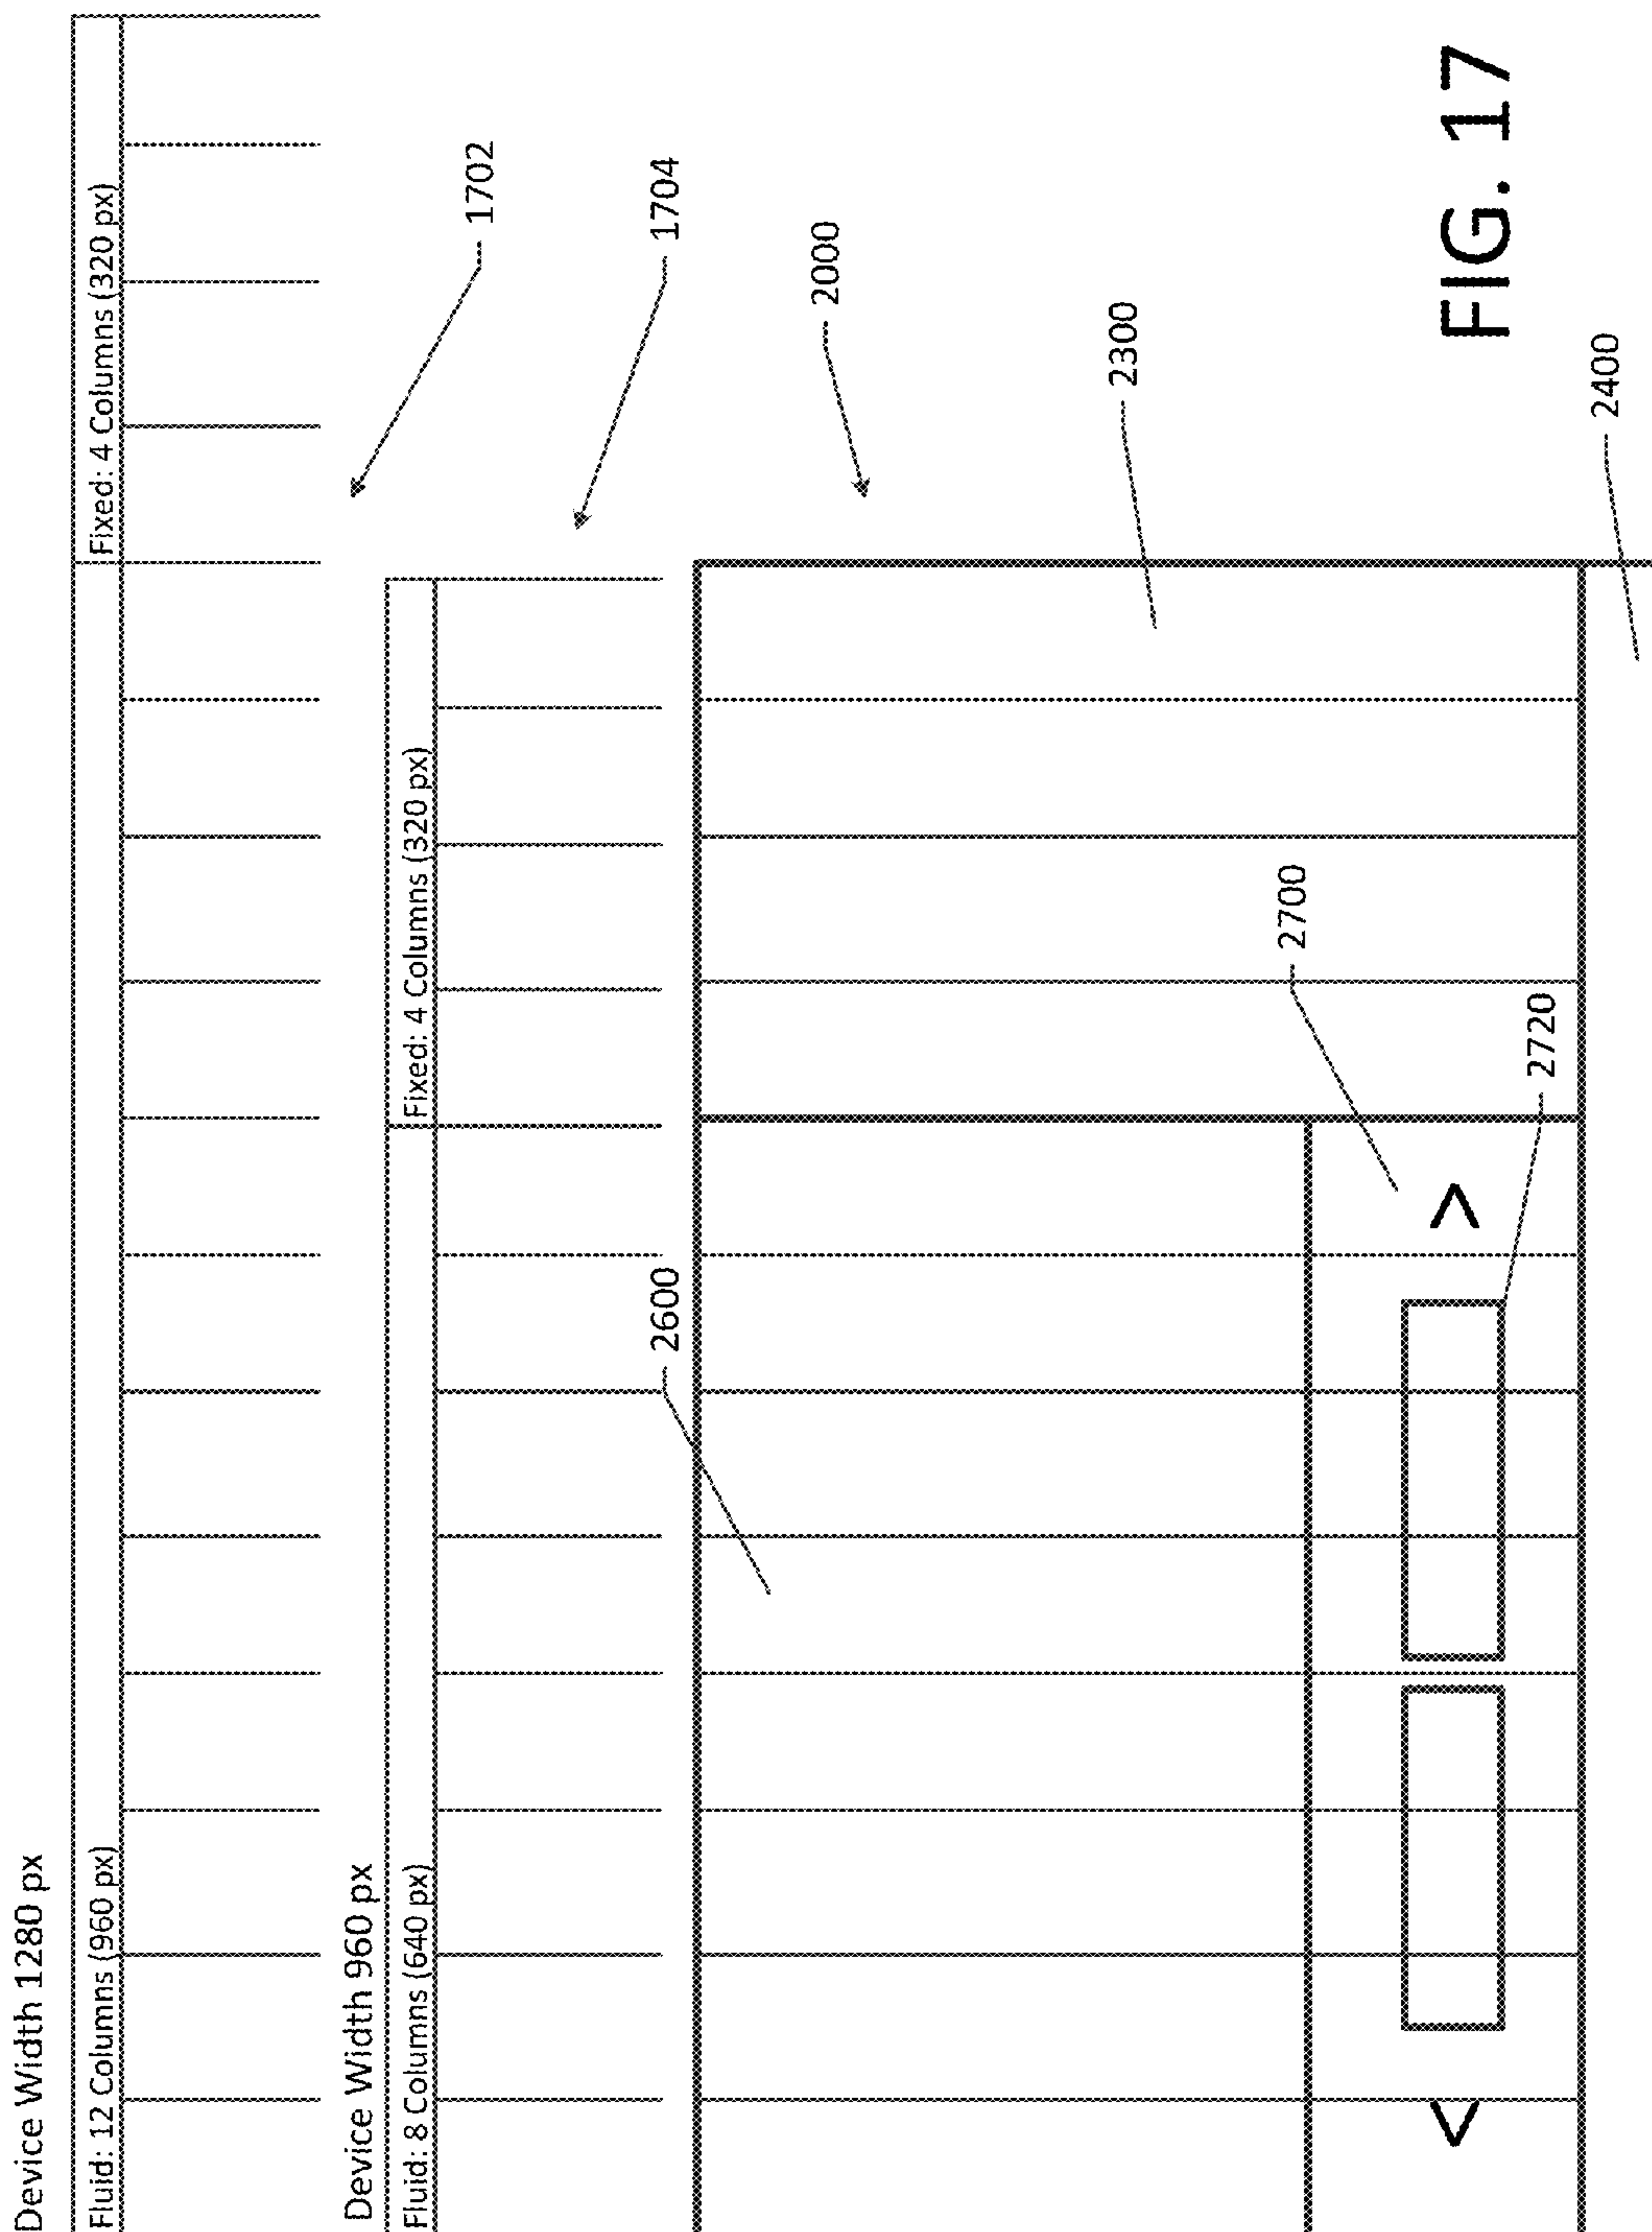 Device Width 1280 px
Fluid: 12 Columns (960 px)
Fixed: 4 Columns (320 px)
1702
Device Width 960 px
Fluid: 8 Columns (640 px)
Fixed: 4 Columns (320 px)
1704
2600
2000
2300
2700
<
>
2720
2400
FIG. 17